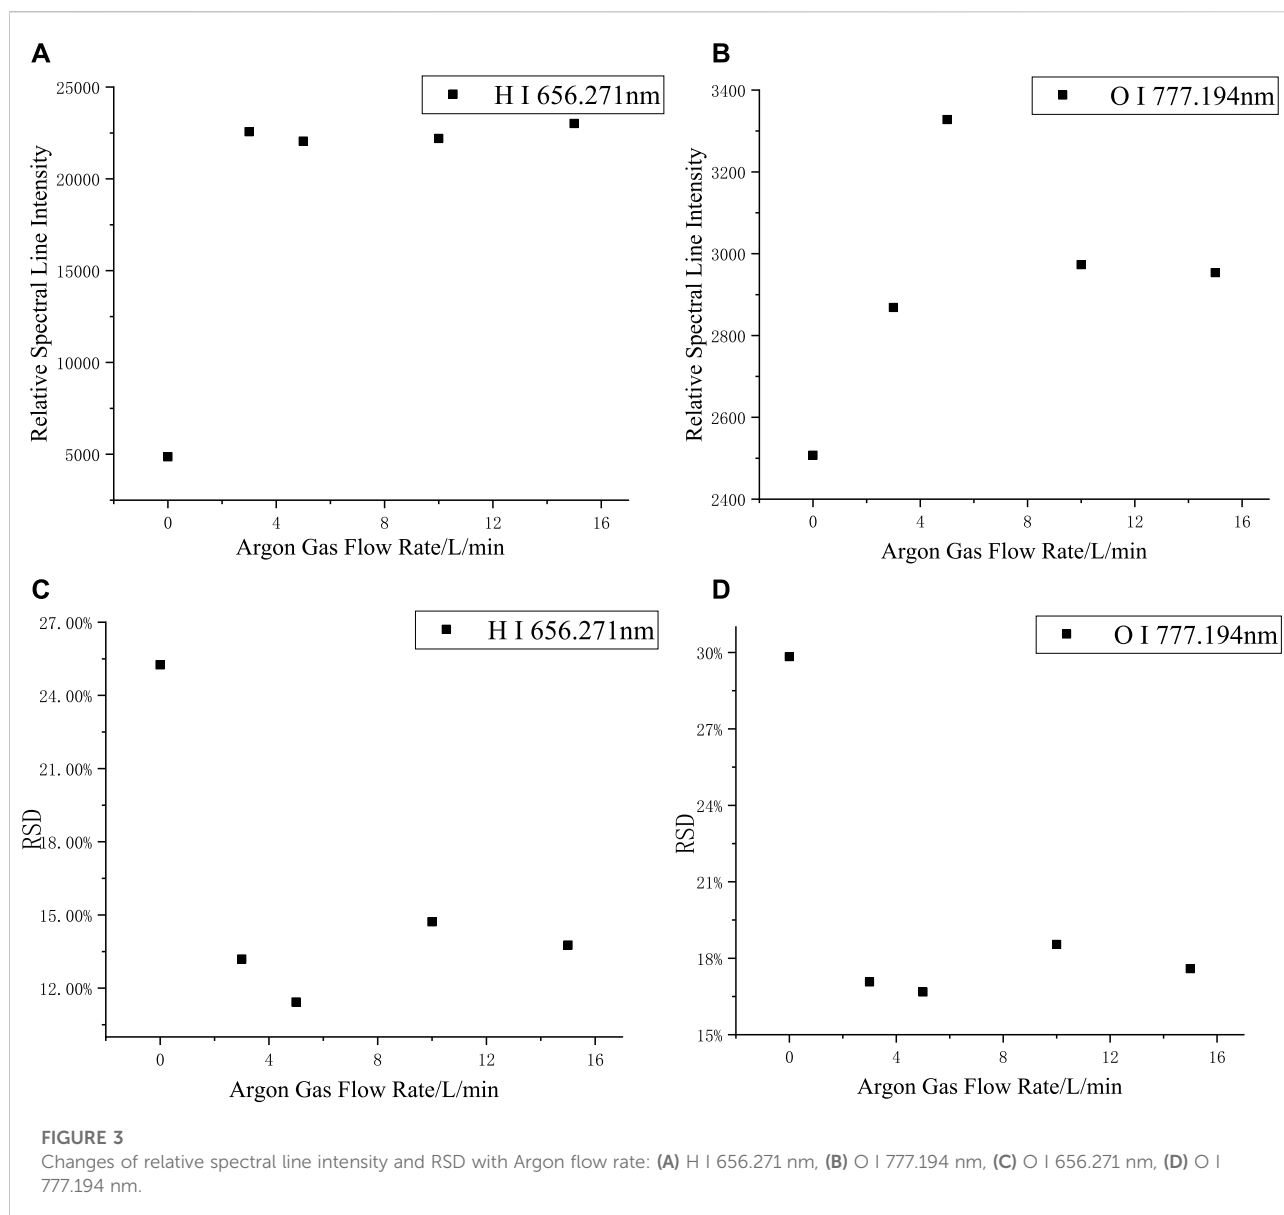 A
H I 656.271nm
25000
20000
15000
10000
5000
Relative Spectral Line Intensity
0 4 8 12 16
Argon Gas Flow Rate/L/min
B
O I 777.194nm
3400
3200
3000
2800
2600
2400
Relative Spectral Line Intensity
0 4 8 12 16
Argon Gas Flow Rate/L/min
C
H I 656.271nm
27.00%
24.00%
21.00%
18.00%
15.00%
12.00%
RSD
0 4 8 12 16
Argon Gas Flow Rate/L/min
D
O I 777.194nm
30%
27%
24%
21%
18%
15%
RSD
0 4 8 12 16
Argon Gas Flow Rate/L/min
FIGURE 3
Changes of relative spectral line intensity and RSD with Argon flow rate: (A) H I 656.271 nm, (B) O I 777.194 nm, (C) O I 656.271 nm, (D) O I
777.194 nm.